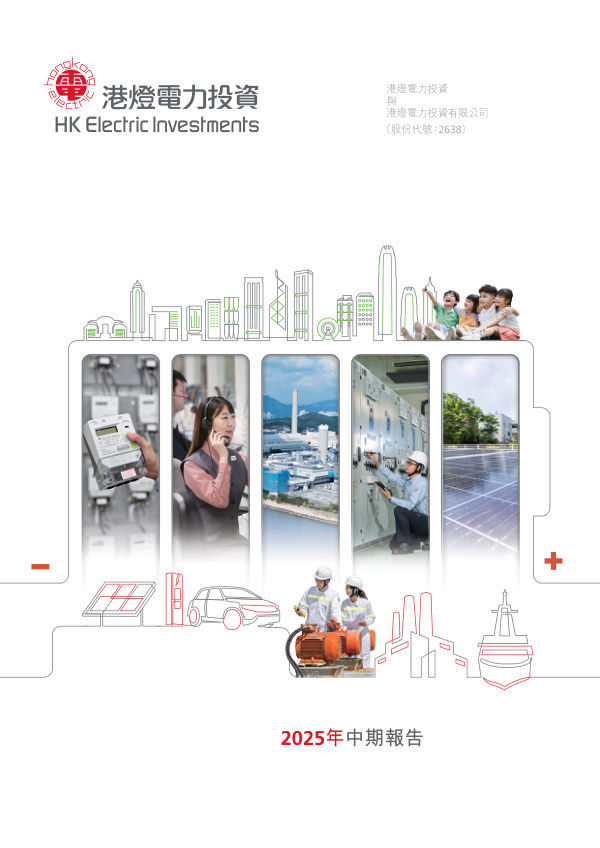 hongkong
electric
電
港燈電力投資
HK Electric Investments
港燈電力投資
與
港燈電力投資有限公司
(股份代號:2638)
2025年中期報告